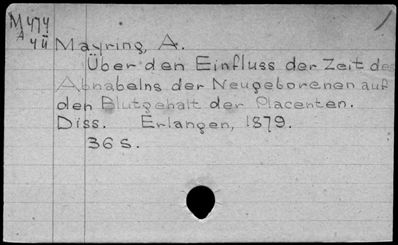 M474
A
4ü Mayring, A.
Über den Einfluss der Zeit des
Abnabelns der Neugeborenen auf
den Blutgehalt der Placenten.
Diss. Erlangen, 1879.
36 S.